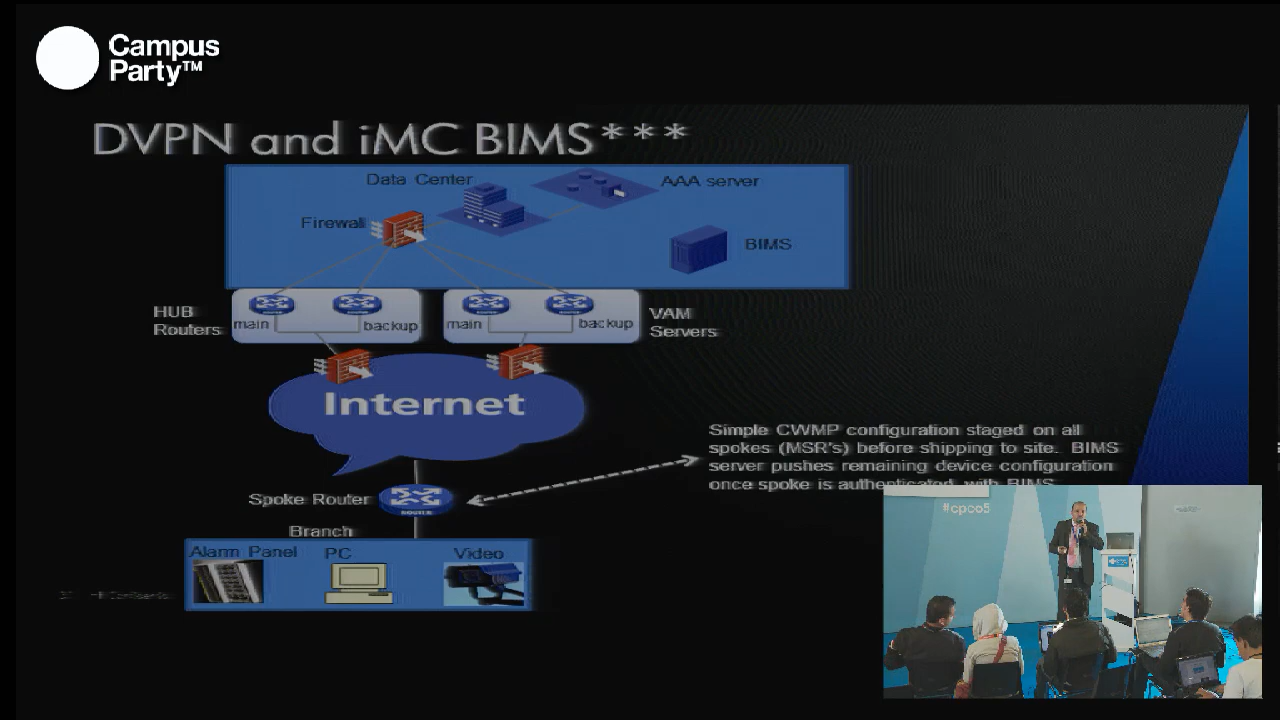 Campus
Party™
DVPN and iMC BIMS***
Data Center
AAA server
Firewall
BIMS
HUB
Routers
main
backup
main
backup
VAM
Servers
Internet
Simple CWMP configuration staged on all
spokes (MSR's) before shipping to site. BIMS
server pushes remaining device configuration
once spoke is authenticated with BIMS
Spoke Router
ROUTER
Branch
Alarm Panel
PC
Video
#cpco5